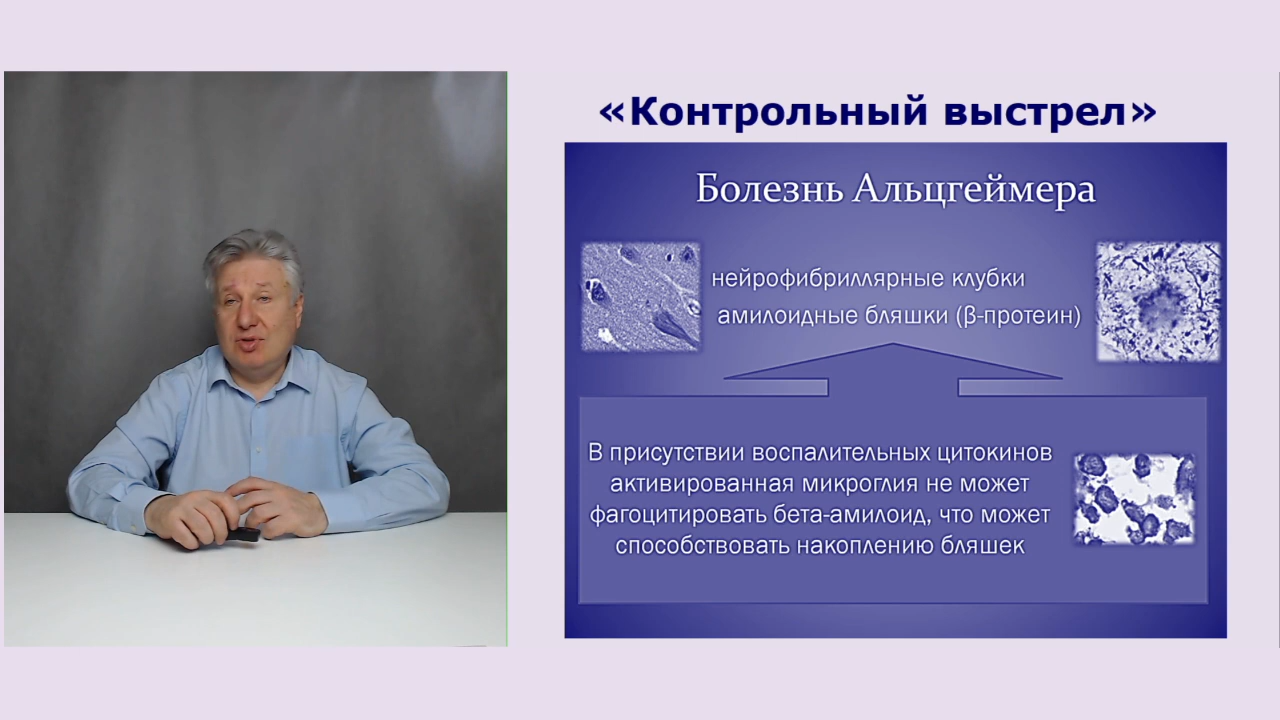 «Контрольный выстрел»
Болезнь Альцгеймера
нейрофибриллярные клубки
амилоидные бляшки (β-протеин)
В присутствии воспалительных цитокинов
активированная микроглия не может
фагоцитировать бета-амилоид, что может
способствовать накоплению бляшек